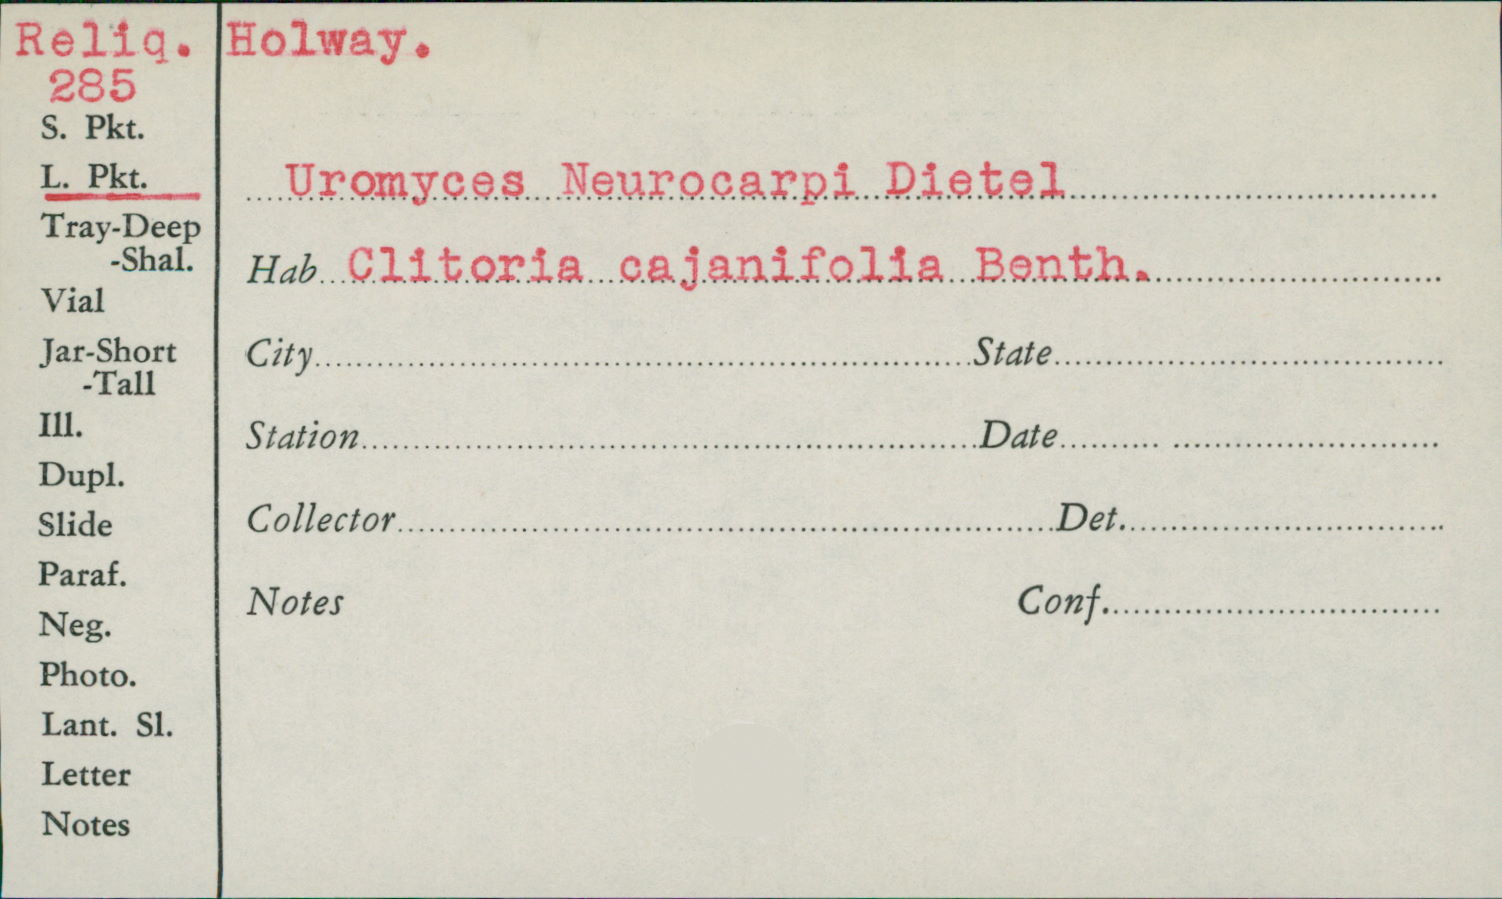 Reliq. Holway.
285
S. Pkt.
L. Pkt.
Tray-Deep
-Shal.
Vial
Jar-Short
-Tall
Ill.
Dupl.
Slide
Paraf.
Neg.
Photo.
Lant. Sl.
Letter
Notes
Uromyces Neurocarpi Dietel
Hab Clitoria cajanifolia Benth.
City State
Station Date
Collector Det.
Notes Conf.